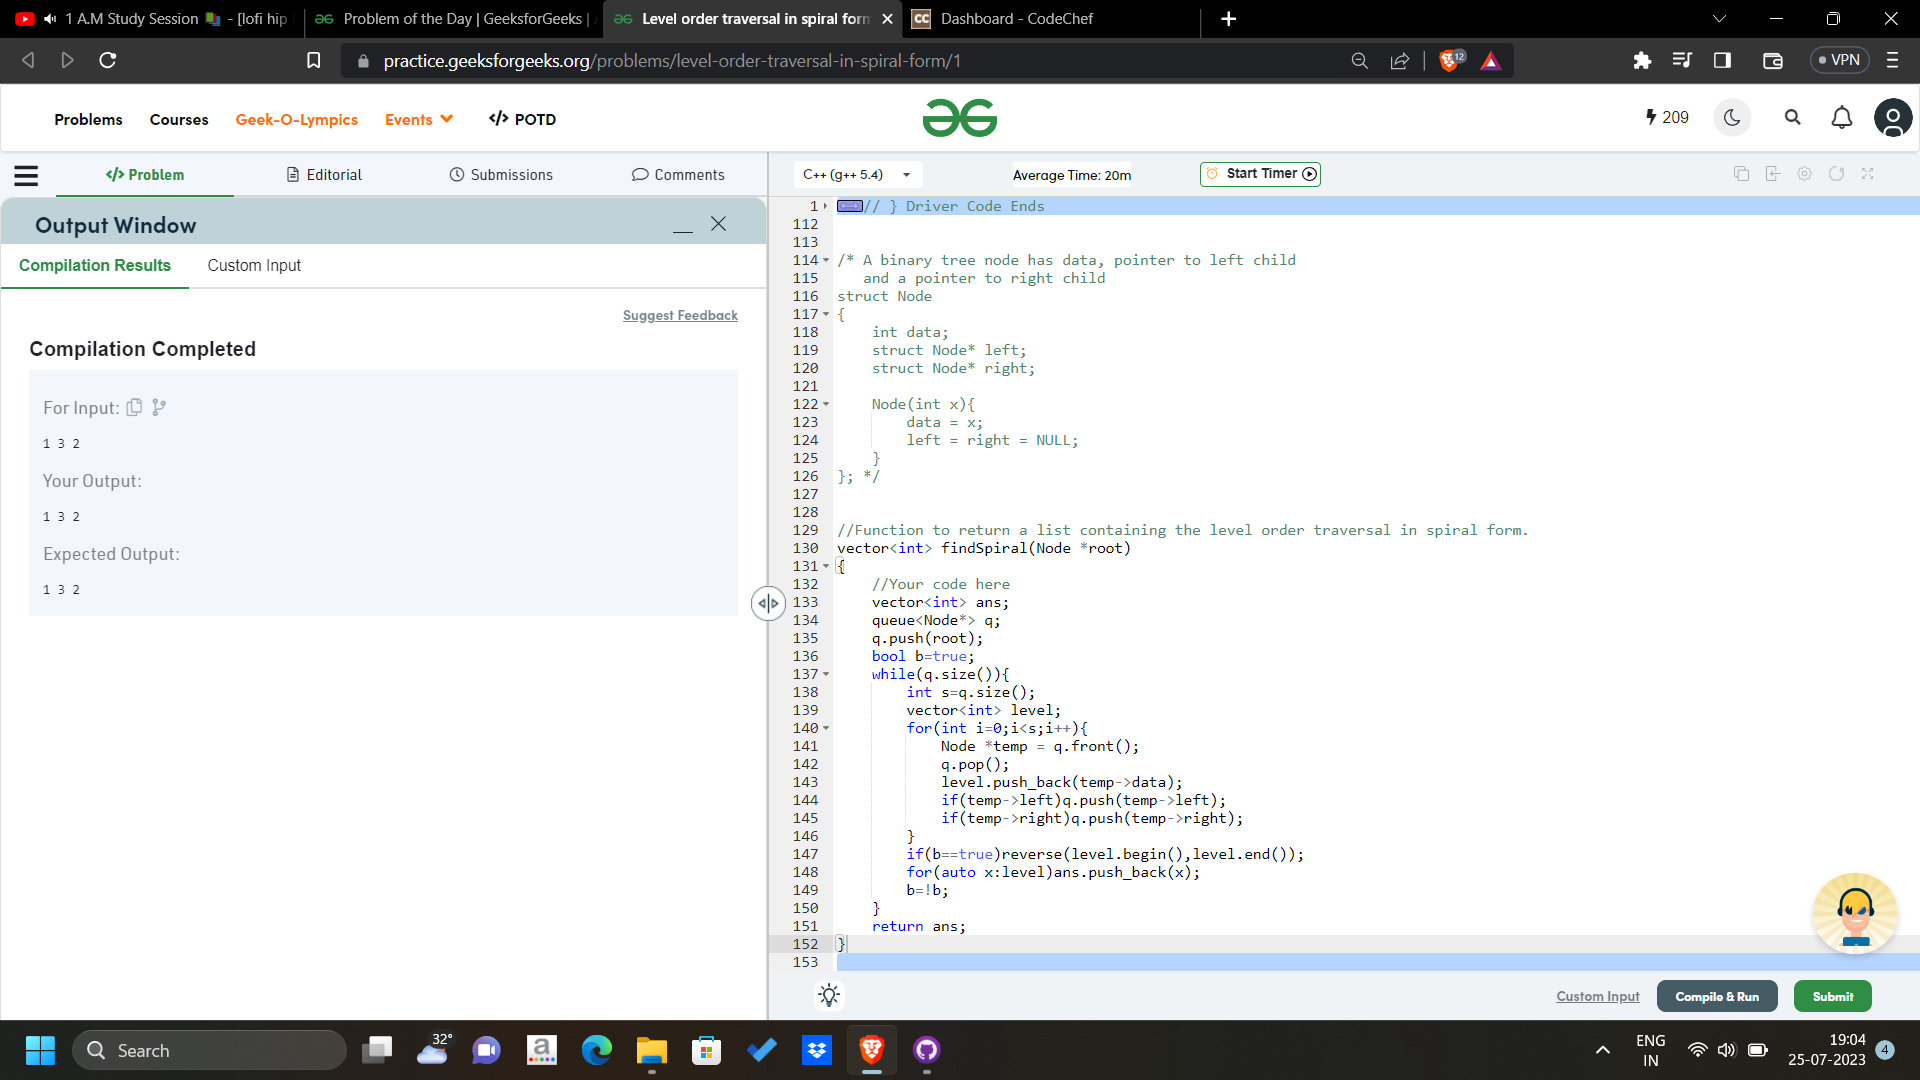 1 A.M Study Session 📚 - [lofi hip
Problem of the Day | GeeksforGeeks |
Level order traversal in spiral form
CC Dashboard - CodeChef
practice.geeksforgeeks.org/problems/level-order-traversal-in-spiral-form/1
12
VPN
Problems
Courses
Geek-O-Lympics
Events
</> POTD
209
</> Problem
Editorial
Submissions
Comments
C++ (g++ 5.4)
Average Time: 20m
Start Timer
Output Window
Compilation Results
Custom Input
Suggest Feedback
Compilation Completed
For Input:
1 3 2
Your Output:
1 3 2
Expected Output:
1 3 2
1 // } Driver Code Ends
112
113
114 /* A binary tree node has data, pointer to left child
115    and a pointer to right child
116 struct Node
117 {
118     int data;
119     struct Node* left;
120     struct Node* right;
121
122     Node(int x){
123         data = x;
124         left = right = NULL;
125     }
126 }; */
127
128
129 //Function to return a list containing the level order traversal in spiral form.
130 vector<int> findSpiral(Node *root)
131 {
132     //Your code here
133     vector<int> ans;
134     queue<Node*> q;
135     q.push(root);
136     bool b=true;
137     while(q.size()){
138         int s=q.size();
139         vector<int> level;
140         for(int i=0;i<s;i++){
141             Node *temp = q.front();
142             q.pop();
143             level.push_back(temp->data);
144             if(temp->left)q.push(temp->left);
145             if(temp->right)q.push(temp->right);
146         }
147         if(b==true)reverse(level.begin(),level.end());
148         for(auto x:level)ans.push_back(x);
149         b=!b;
150     }
151     return ans;
152 }
153
Custom Input
Compile & Run
Submit
Search
32°
a
ENG
IN
19:04
25-07-2023
4